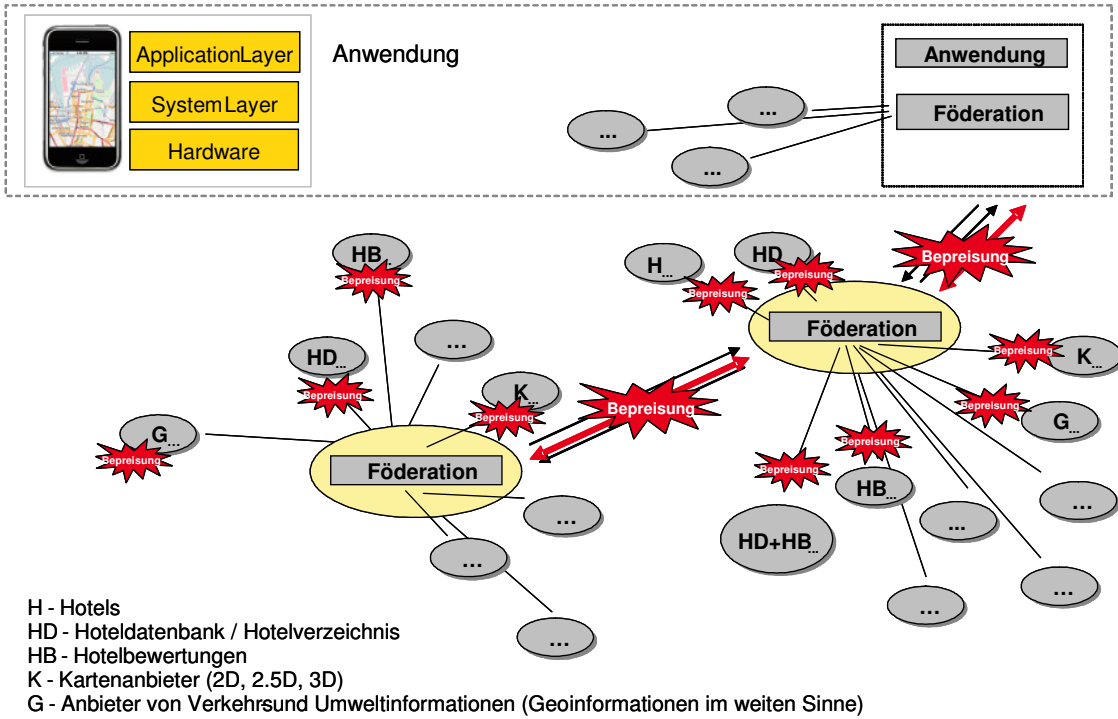 ApplicationLayer
Anwendung
SystemLayer
Hardware
Anwendung
Föderation
...
...
...
HB...
Bepreisung
H...
Bepreisung
HD
Bepreisung
Bepreisung
Föderation
HD...
Bepreisung
...
K...
Bepreisung
Bepreisung
K...
Bepreisung
G...
Bepreisung
G...
Bepreisung
Föderation
Bepreisung
Bepreisung
HB...
HD+HB...
...
...
...
...
...
...
...
H - Hotels
HD - Hoteldatenbank / Hotelverzeichnis
HB - Hotelbewertungen
K - Kartenanbieter (2D, 2.5D, 3D)
G - Anbieter von Verkehrsund Umweltinformationen (Geoinformationen im weiten Sinne)